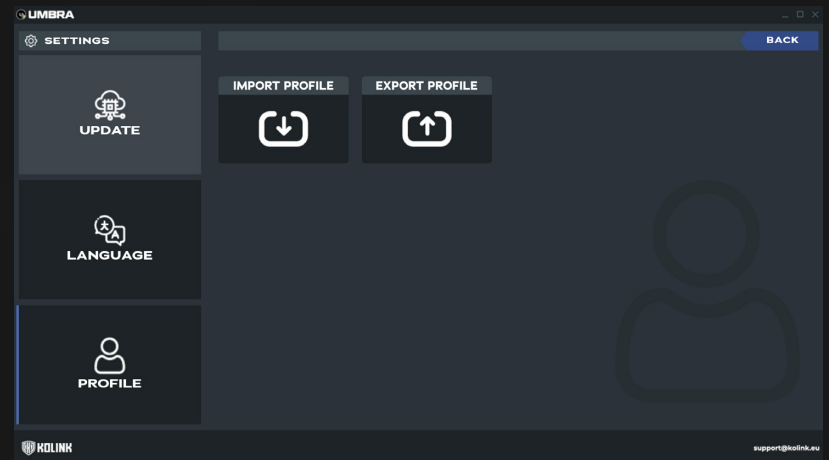 UMBRA
SETTINGS
BACK
UPDATE
LANGUAGE
PROFILE
IMPORT PROFILE
EXPORT PROFILE
KOLINK
support@kolink.eu